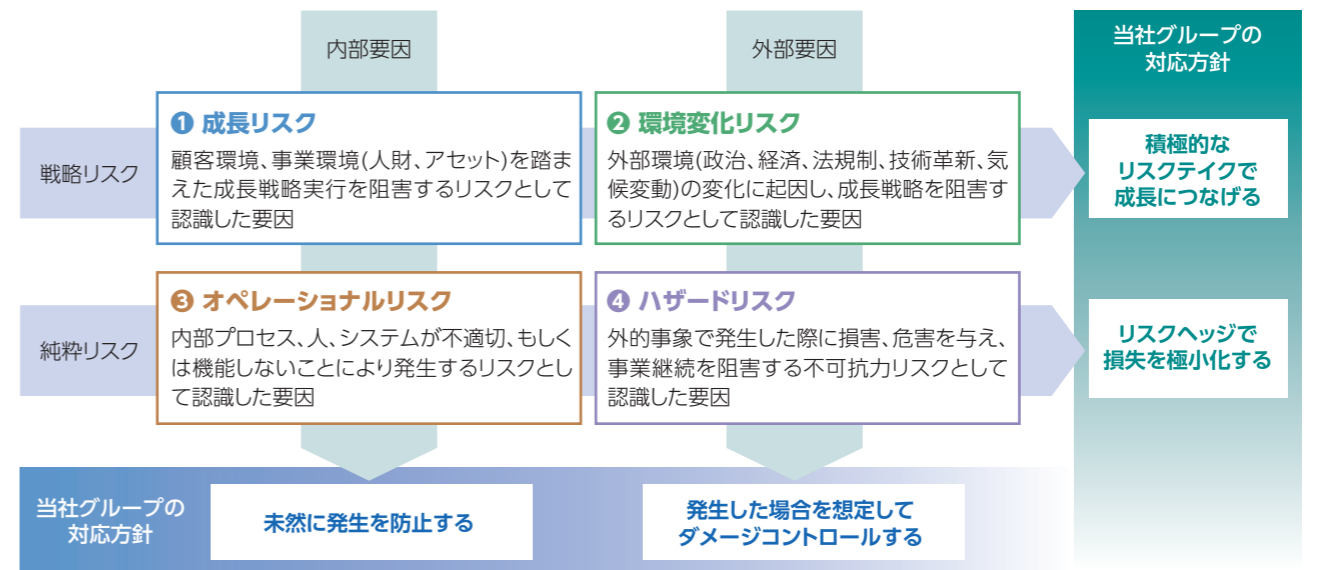 内部要因
外部要因
当社グループの
対応方針
戦略リスク
❶ 成長リスク
顧客環境、事業環境(人財、アセット)を踏ま
えた成長戦略実行を阻害するリスクとして
認識した要因
❷ 環境変化リスク
外部環境(政治、経済、法規制、技術革新、気
候変動)の変化に起因し、成長戦略を阻害す
るリスクとして認識した要因
積極的な
リスクテイクで
成長につなげる
純粋リスク
❸ オペレーショナルリスク
内部プロセス、人、システムが不適切、もしく
は機能しないことにより発生するリスクとし
て認識した要因
❹ ハザードリスク
外的事象で発生した際に損害、危害を与え、
事業継続を阻害する不可抗力リスクとして
認識した要因
リスクヘッジで
損失を極小化する
当社グループの
対応方針
未然に発生を防止する
発生した場合を想定して
ダメージコントロールする